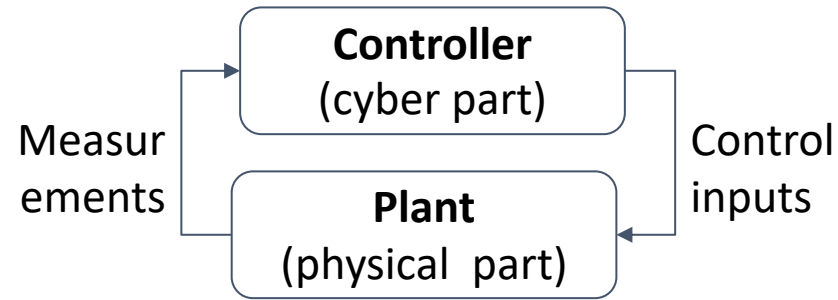 Controller
(cyber part)
Measur
ements
Control
inputs
Plant
(physical part)